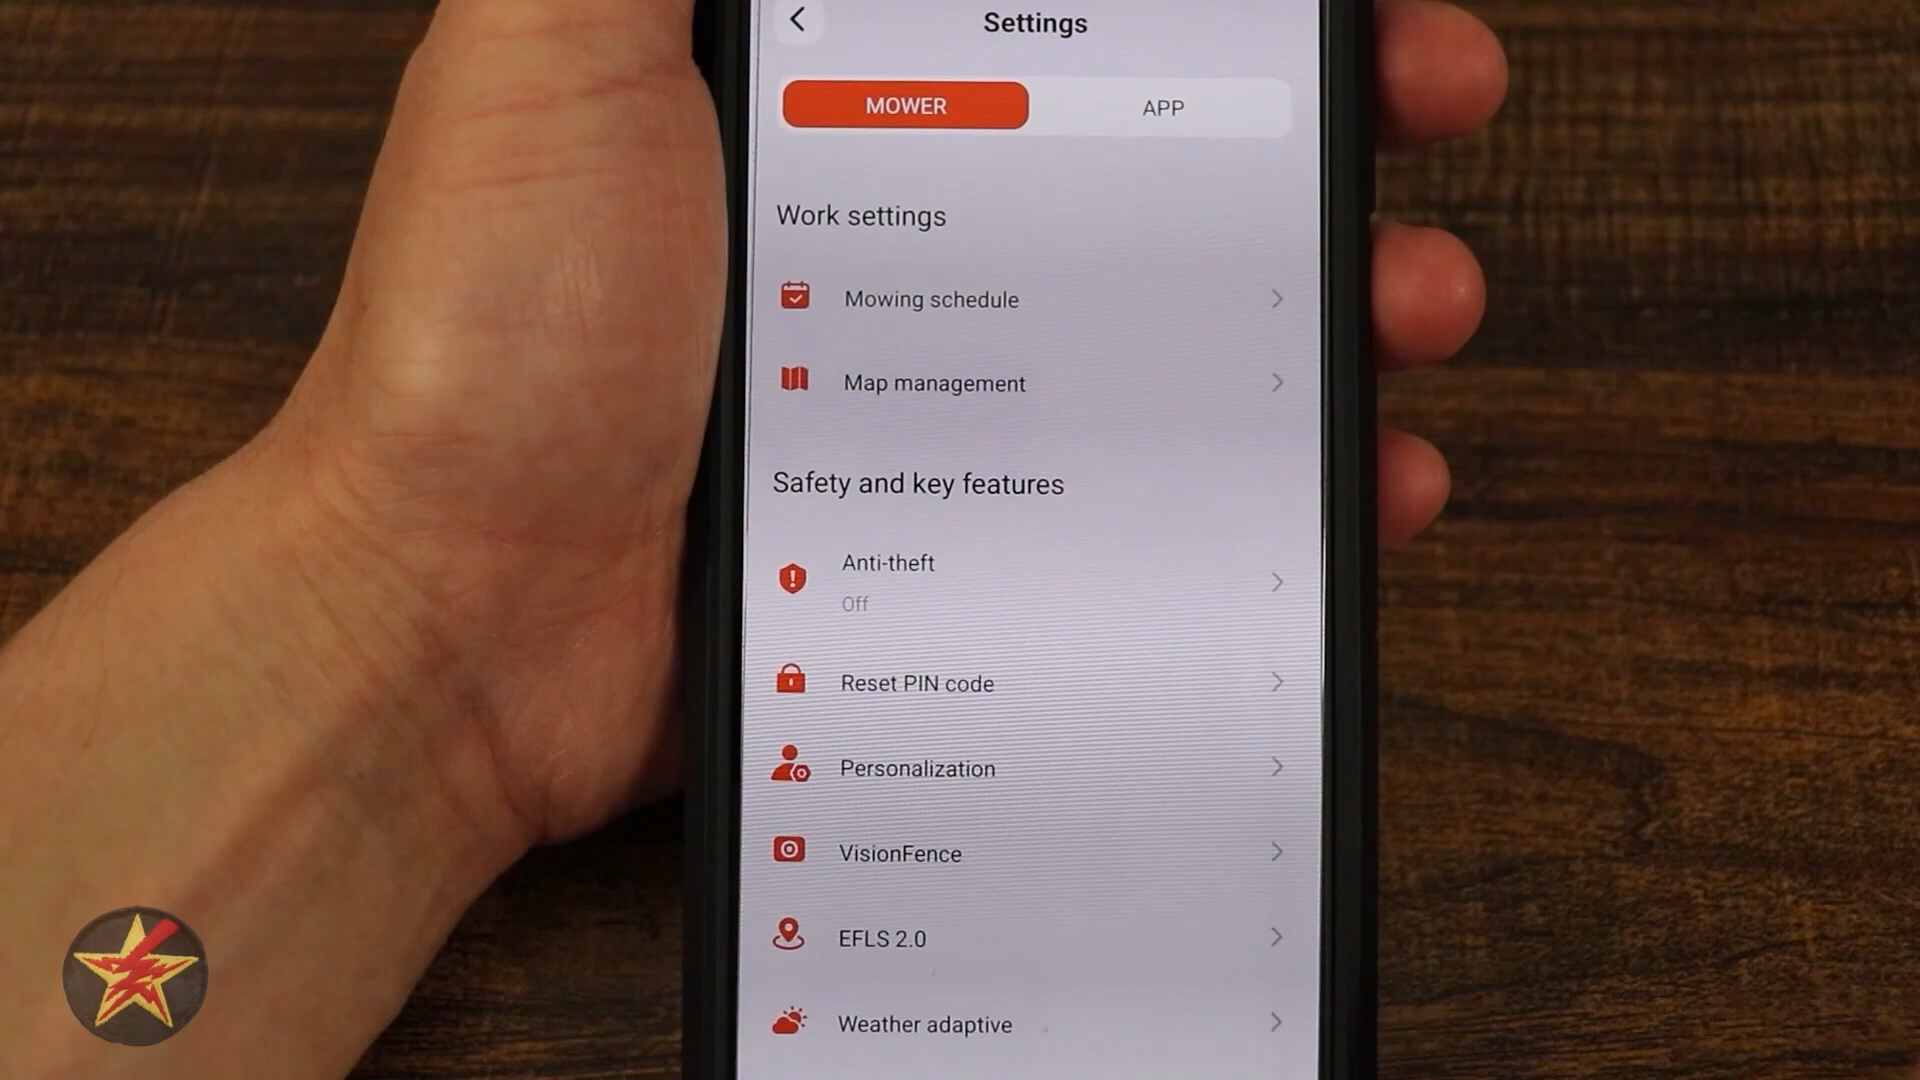 Settings
MOWER
APP
Work settings
Mowing schedule
Map management
Safety and key features
Anti-theft
Off
Reset PIN code
Personalization
VisionFence
EFLS 2.0
Weather adaptive